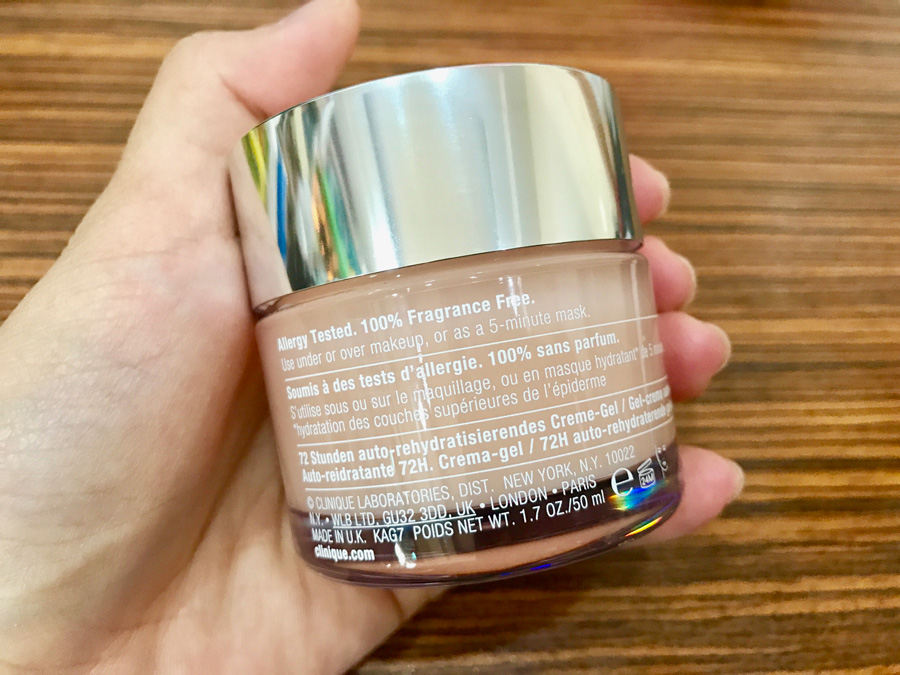 Allergy Tested. 100% Fragrance Free.
Use under or over makeup, or as a 5-minute mask.
Soumis à des tests d'allergie. 100% sans parfum.
S'utilise sous ou sur le maquillage, ou en masque hydratant* de 5
*hydratation des couches supérieures de l'épiderme
72 Stunden auto-rehydratisierendes Creme-Gel / Gel-crema
Auto-reidratante 72H. Crema-gel / 72H auto-rehydraterende
© CLINIQUE LABORATORIES, DIST. NEW YORK, N.Y. 10022
N.Y. • WLB LTD, GU32 3DD, UK • LONDON • PARIS
MADE IN U.K. KAG7 POIDS NET WT. 1.7 OZ./50 ml e 24M
clinique.com